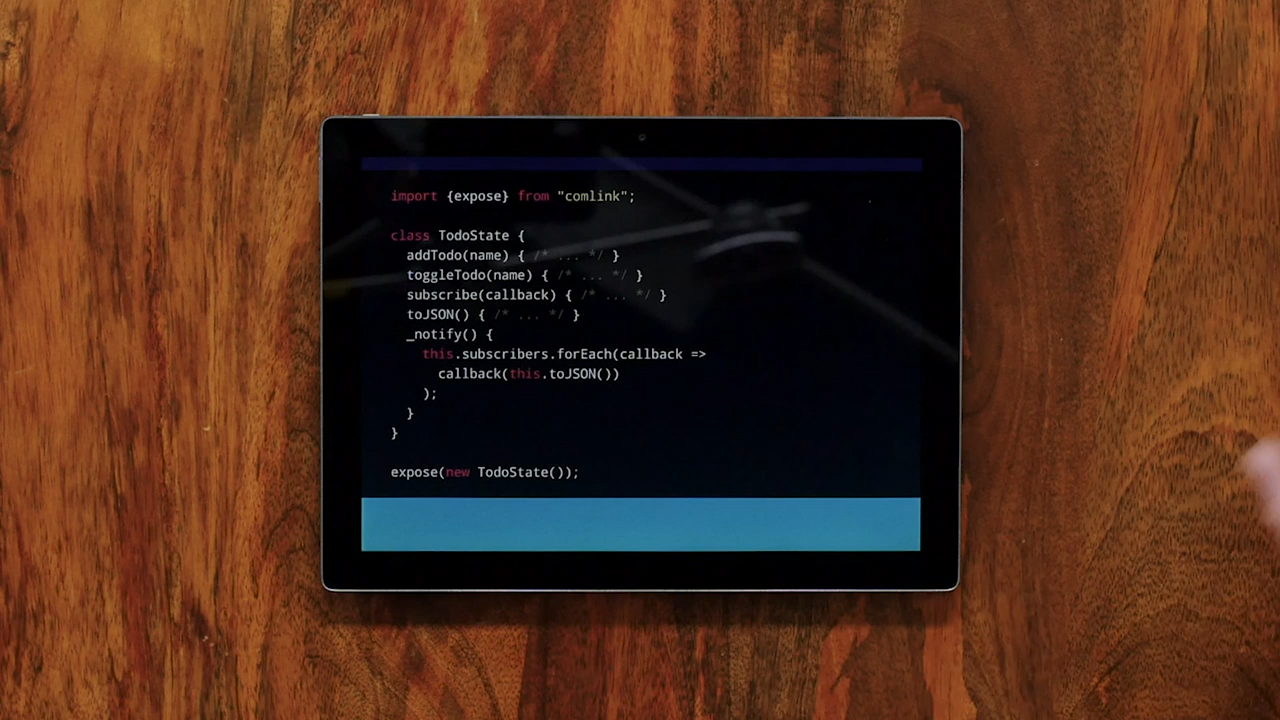 import {expose} from "comlink";
class TodoState {
addTodo(name) { /* ... */ }
toggleTodo(name) { /* ... */ }
subscribe(callback) { /* ... */ }
toJSON() { /* ... */ }
_notify() {
this.subscribers.forEach(callback =>
callback(this.toJSON())
);
}
}
expose(new TodoState());